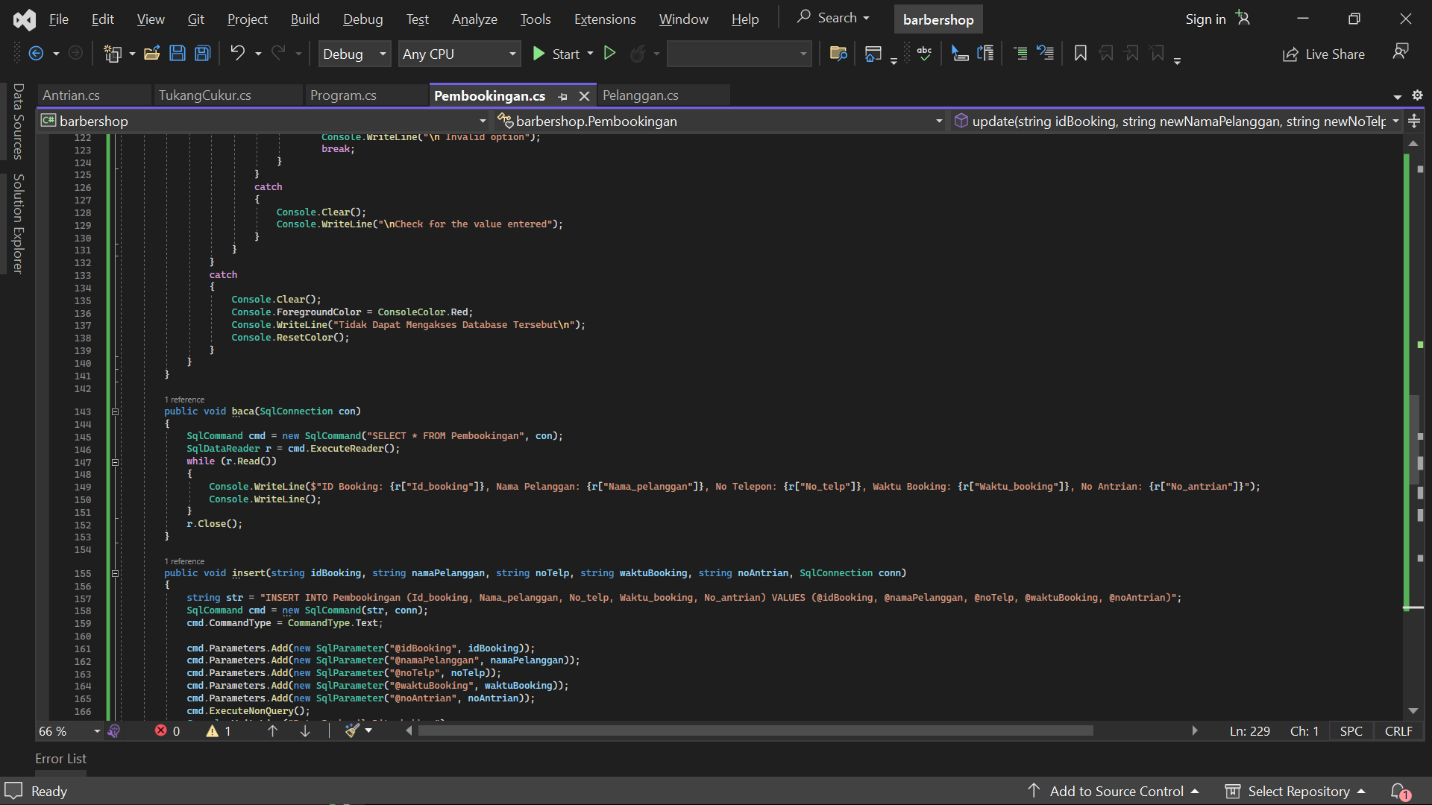 File Edit View Git Project Build Debug Test Analyze Tools Extensions Window Help Search barbershop Sign in
Debug Any CPU Start Live Share
Antrian.cs TukangCukur.cs Program.cs Pembookingan.cs Pelanggan.cs
C# barbershop barbershop.Pembookingan update(string idBooking, string newNamaPelanggan, string newNoTelp
Data Sources
Solution Explorer
122 Console.WriteLine("\n Invalid option");
123 break;
124 }
125 }
126 catch
127 {
128 Console.Clear();
129 Console.WriteLine("\nCheck for the value entered");
130 }
131 }
132 }
133 catch
134 {
135 Console.Clear();
136 Console.ForegroundColor = ConsoleColor.Red;
137 Console.WriteLine("Tidak Dapat Mengakses Database Tersebut\n");
138 Console.ResetColor();
139 }
140 }
141 }
142
1 reference
143 public void baca(SqlConnection con)
144 {
145 SqlCommand cmd = new SqlCommand("SELECT * FROM Pembookingan", con);
146 SqlDataReader r = cmd.ExecuteReader();
147 while (r.Read())
148 {
149 Console.WriteLine($"ID Booking: {r["Id_booking"]}, Nama Pelanggan: {r["Nama_pelanggan"]}, No Telepon: {r["No_telp"]}, Waktu Booking: {r["Waktu_booking"]}, No Antrian: {r["No_antrian"]}");
150 Console.WriteLine();
151 }
152 r.Close();
153 }
154
1 reference
155 public void insert(string idBooking, string namaPelanggan, string noTelp, string waktuBooking, string noAntrian, SqlConnection conn)
156 {
157 string str = "INSERT INTO Pembookingan (Id_booking, Nama_pelanggan, No_telp, Waktu_booking, No_antrian) VALUES (@idBooking, @namaPelanggan, @noTelp, @waktuBooking, @noAntrian)";
158 SqlCommand cmd = new SqlCommand(str, conn);
159 cmd.CommandType = CommandType.Text;
160
161 cmd.Parameters.Add(new SqlParameter("@idBooking", idBooking));
162 cmd.Parameters.Add(new SqlParameter("@namaPelanggan", namaPelanggan));
163 cmd.Parameters.Add(new SqlParameter("@noTelp", noTelp));
164 cmd.Parameters.Add(new SqlParameter("@waktuBooking", waktuBooking));
165 cmd.Parameters.Add(new SqlParameter("@noAntrian", noAntrian));
166 cmd.ExecuteNonQuery();
66 % 0 1 Ln: 229 Ch: 1 SPC CRLF
Error List
Ready Add to Source Control Select Repository 1